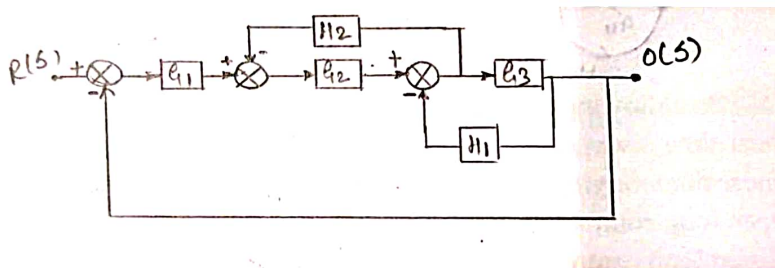 H2
R(S) + - G1 + - G2 + - G3 O(S)
H1